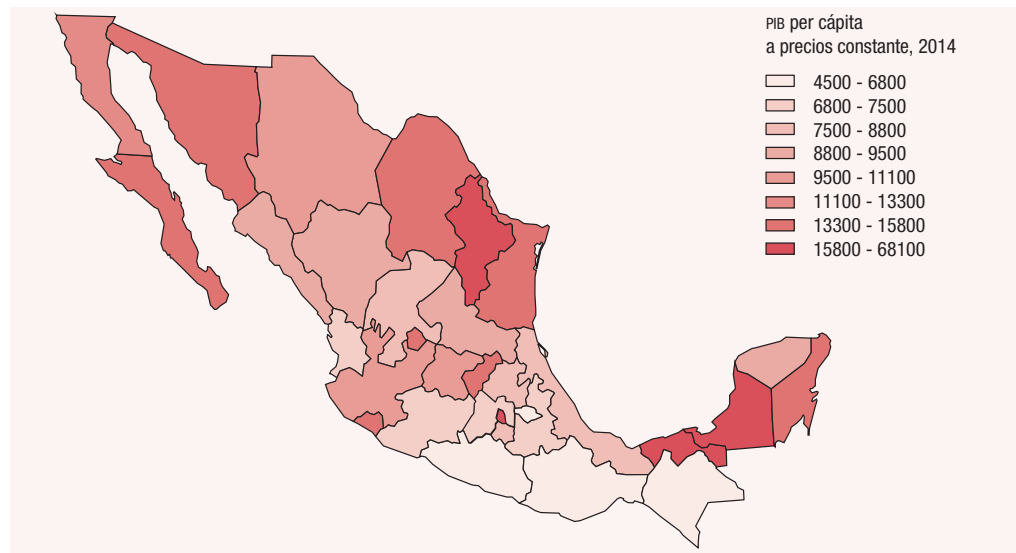 PIB per cápita
a precios constante, 2014
4500 - 6800
6800 - 7500
7500 - 8800
8800 - 9500
9500 - 11100
11100 - 13300
13300 - 15800
15800 - 68100